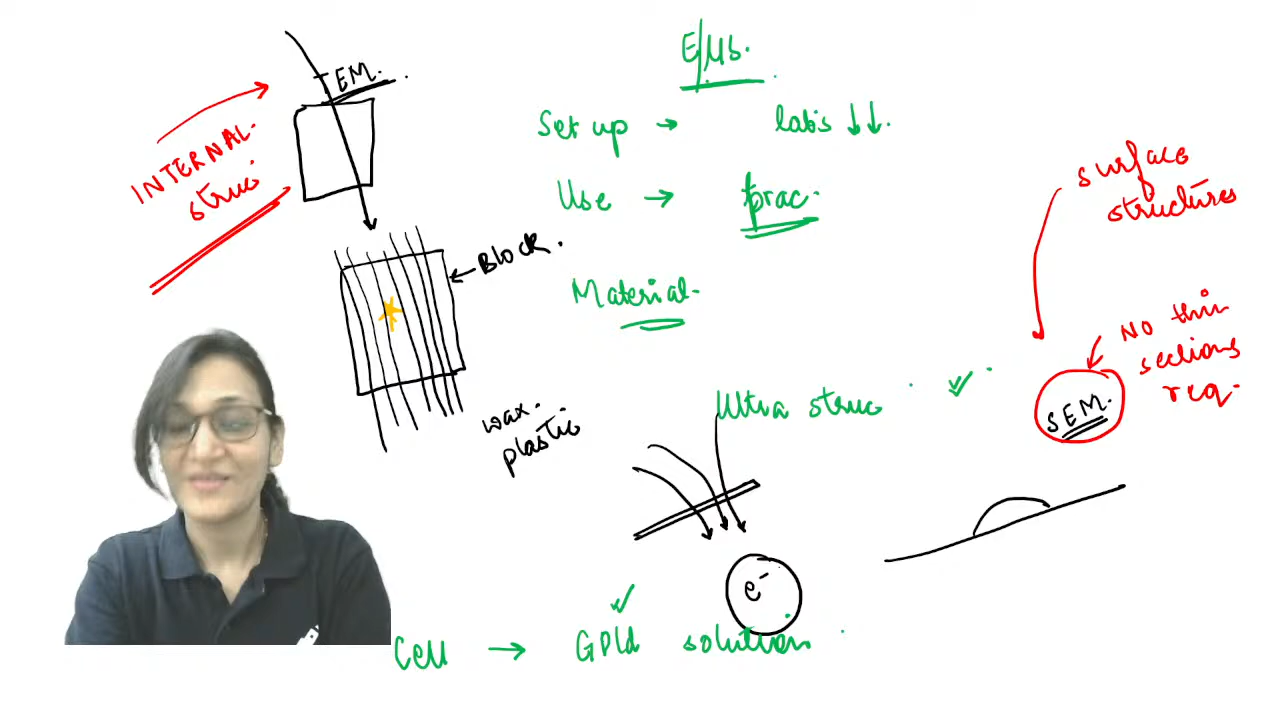 TEM.
INTERNAL.
struc
Block.
wax.
plastic
E/Ms.
Set up → labs ↓↓.
Use → prac.
Material.
Ultra struc
e⁻
Cell → Gold solution
surface
structures
No thin
sections
req.
SEM.